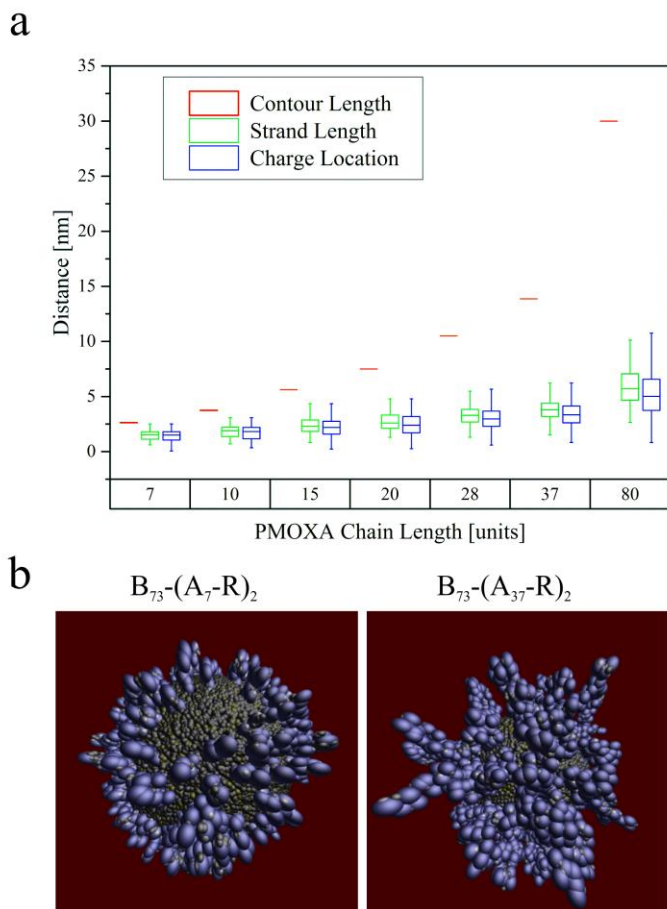 a
35
30
25
20
15
10
5
0
Distance [nm]
Contour Length
Strand Length
Charge Location
7 10 15 20 28 37 80
PMOXA Chain Length [units]
b
B₇₃-(A₇-R)₂ B₇₃-(A₃₇-R)₂